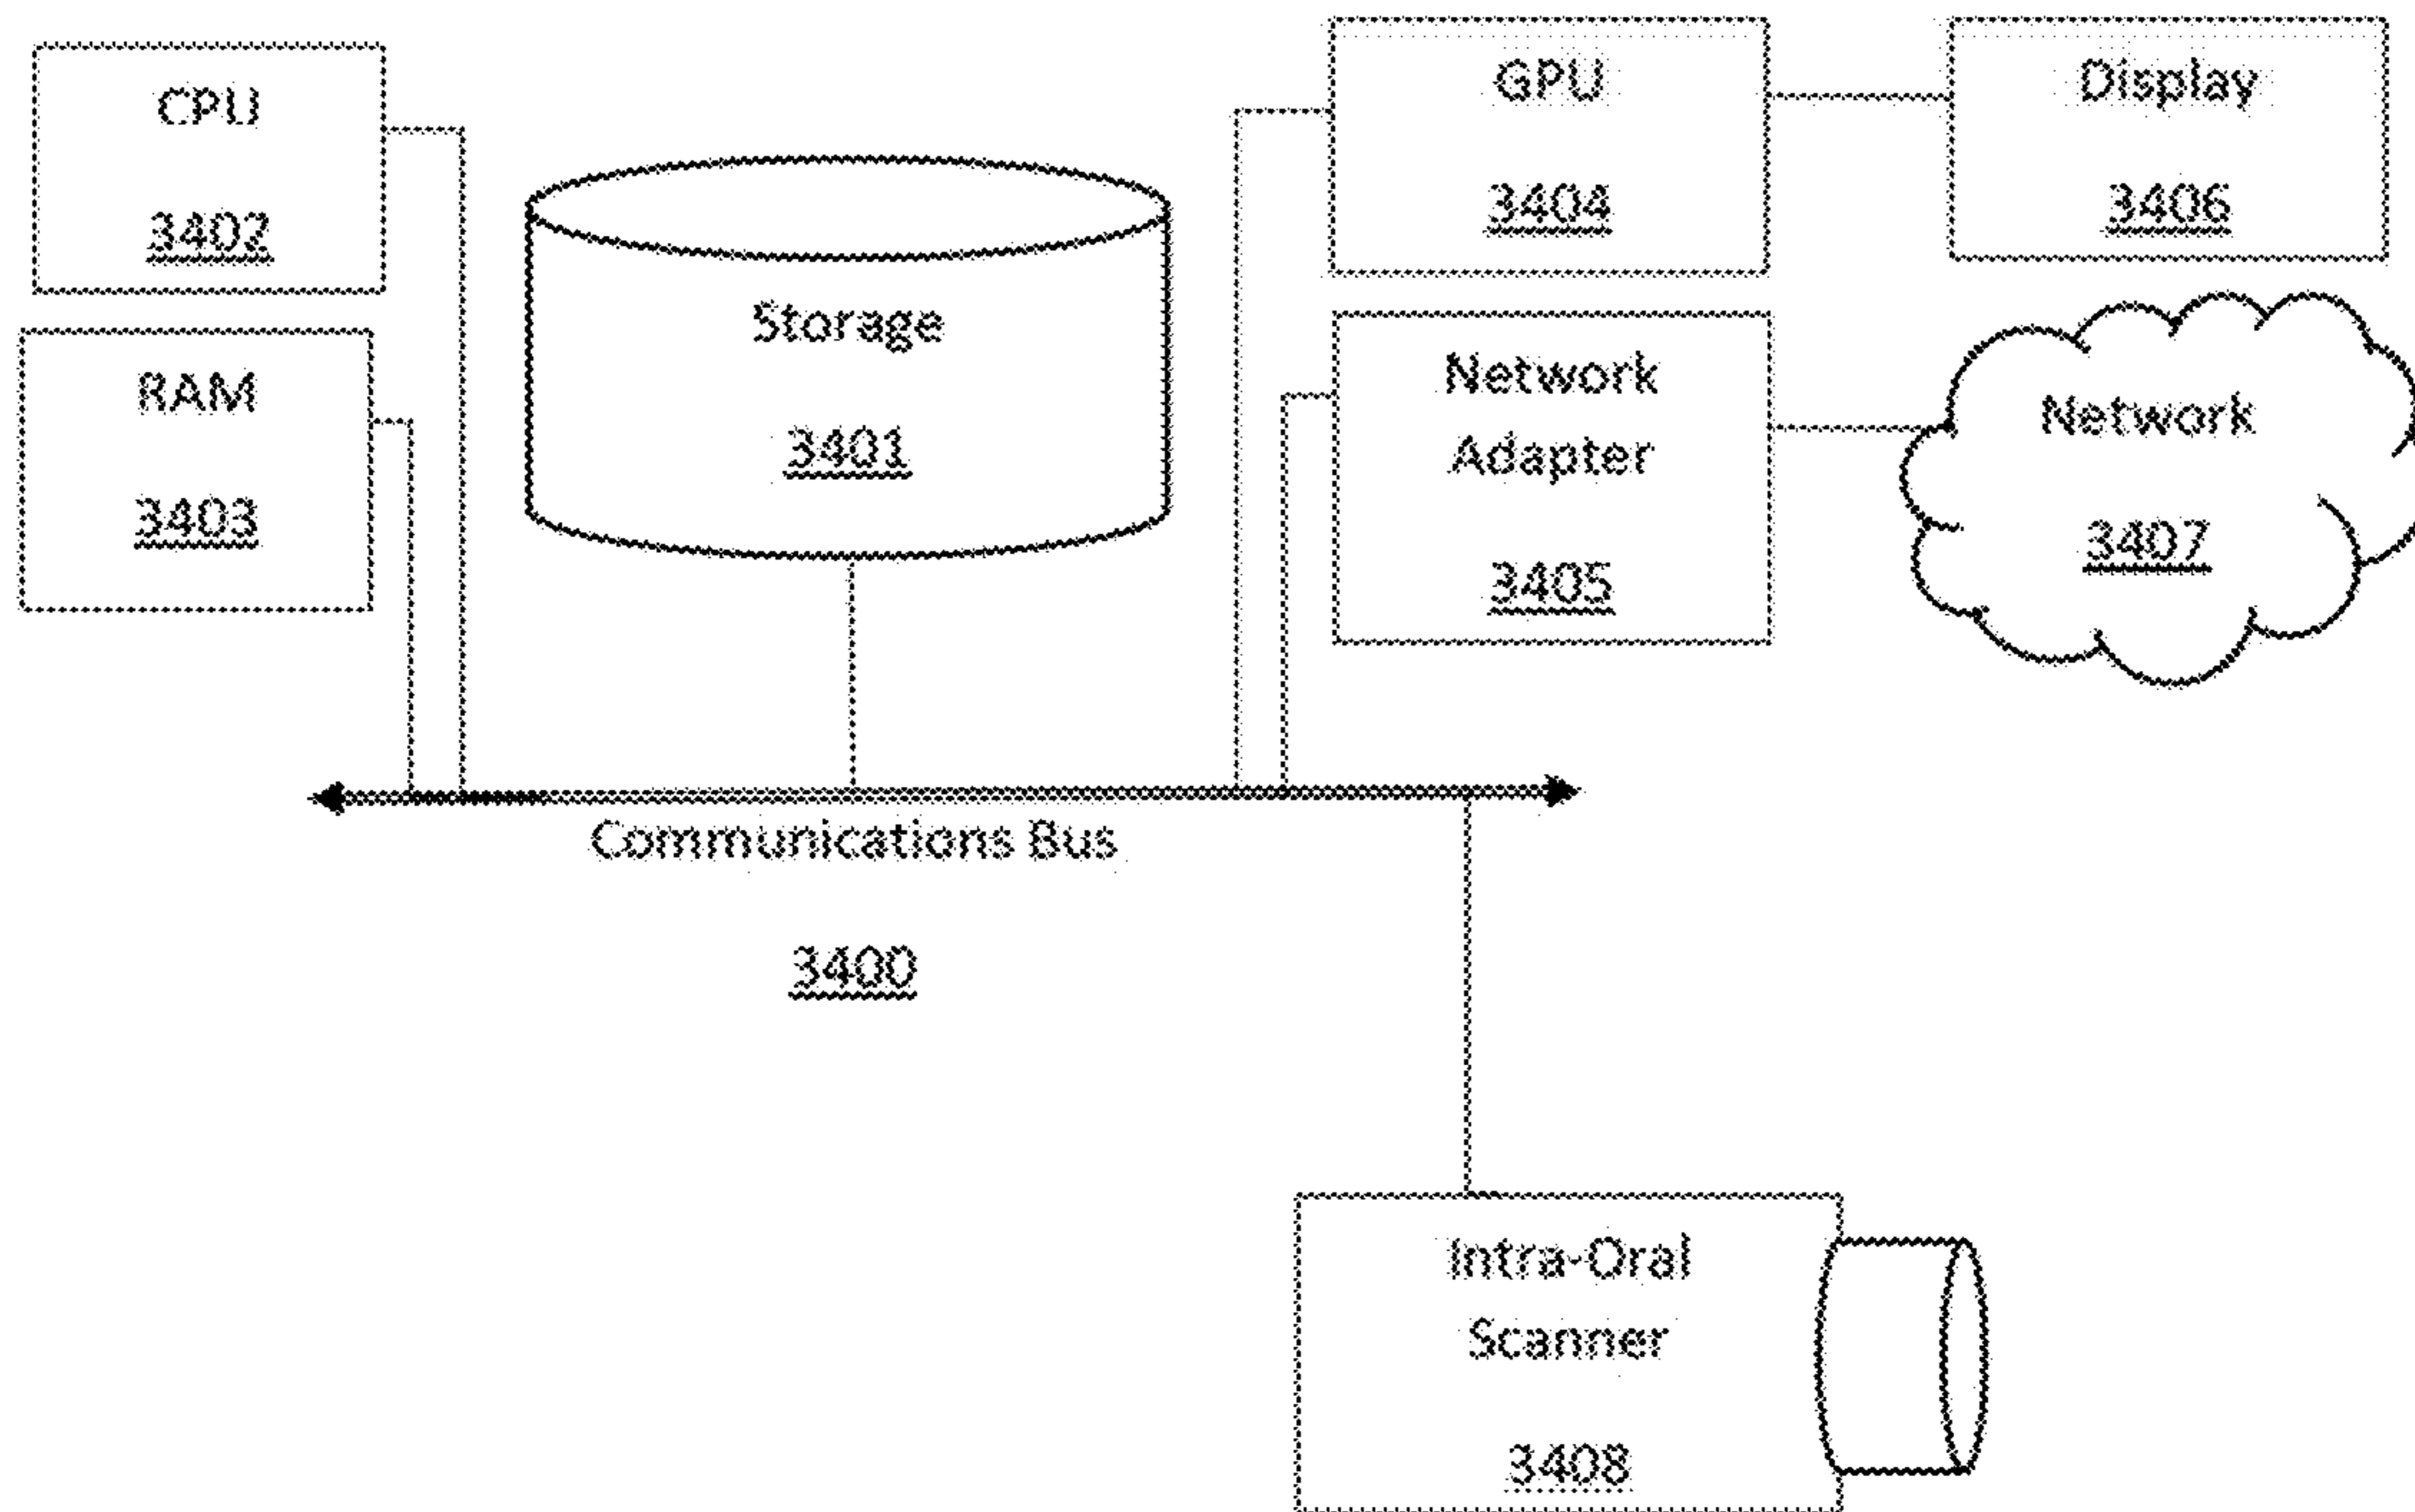 CPU
3402
RAM
3403
Storage
3401
GPU
3404
Display
3406
Network
Adapter
3405
Network
3407
Communications Bus
3400
Intra-Oral
Scanner
3408